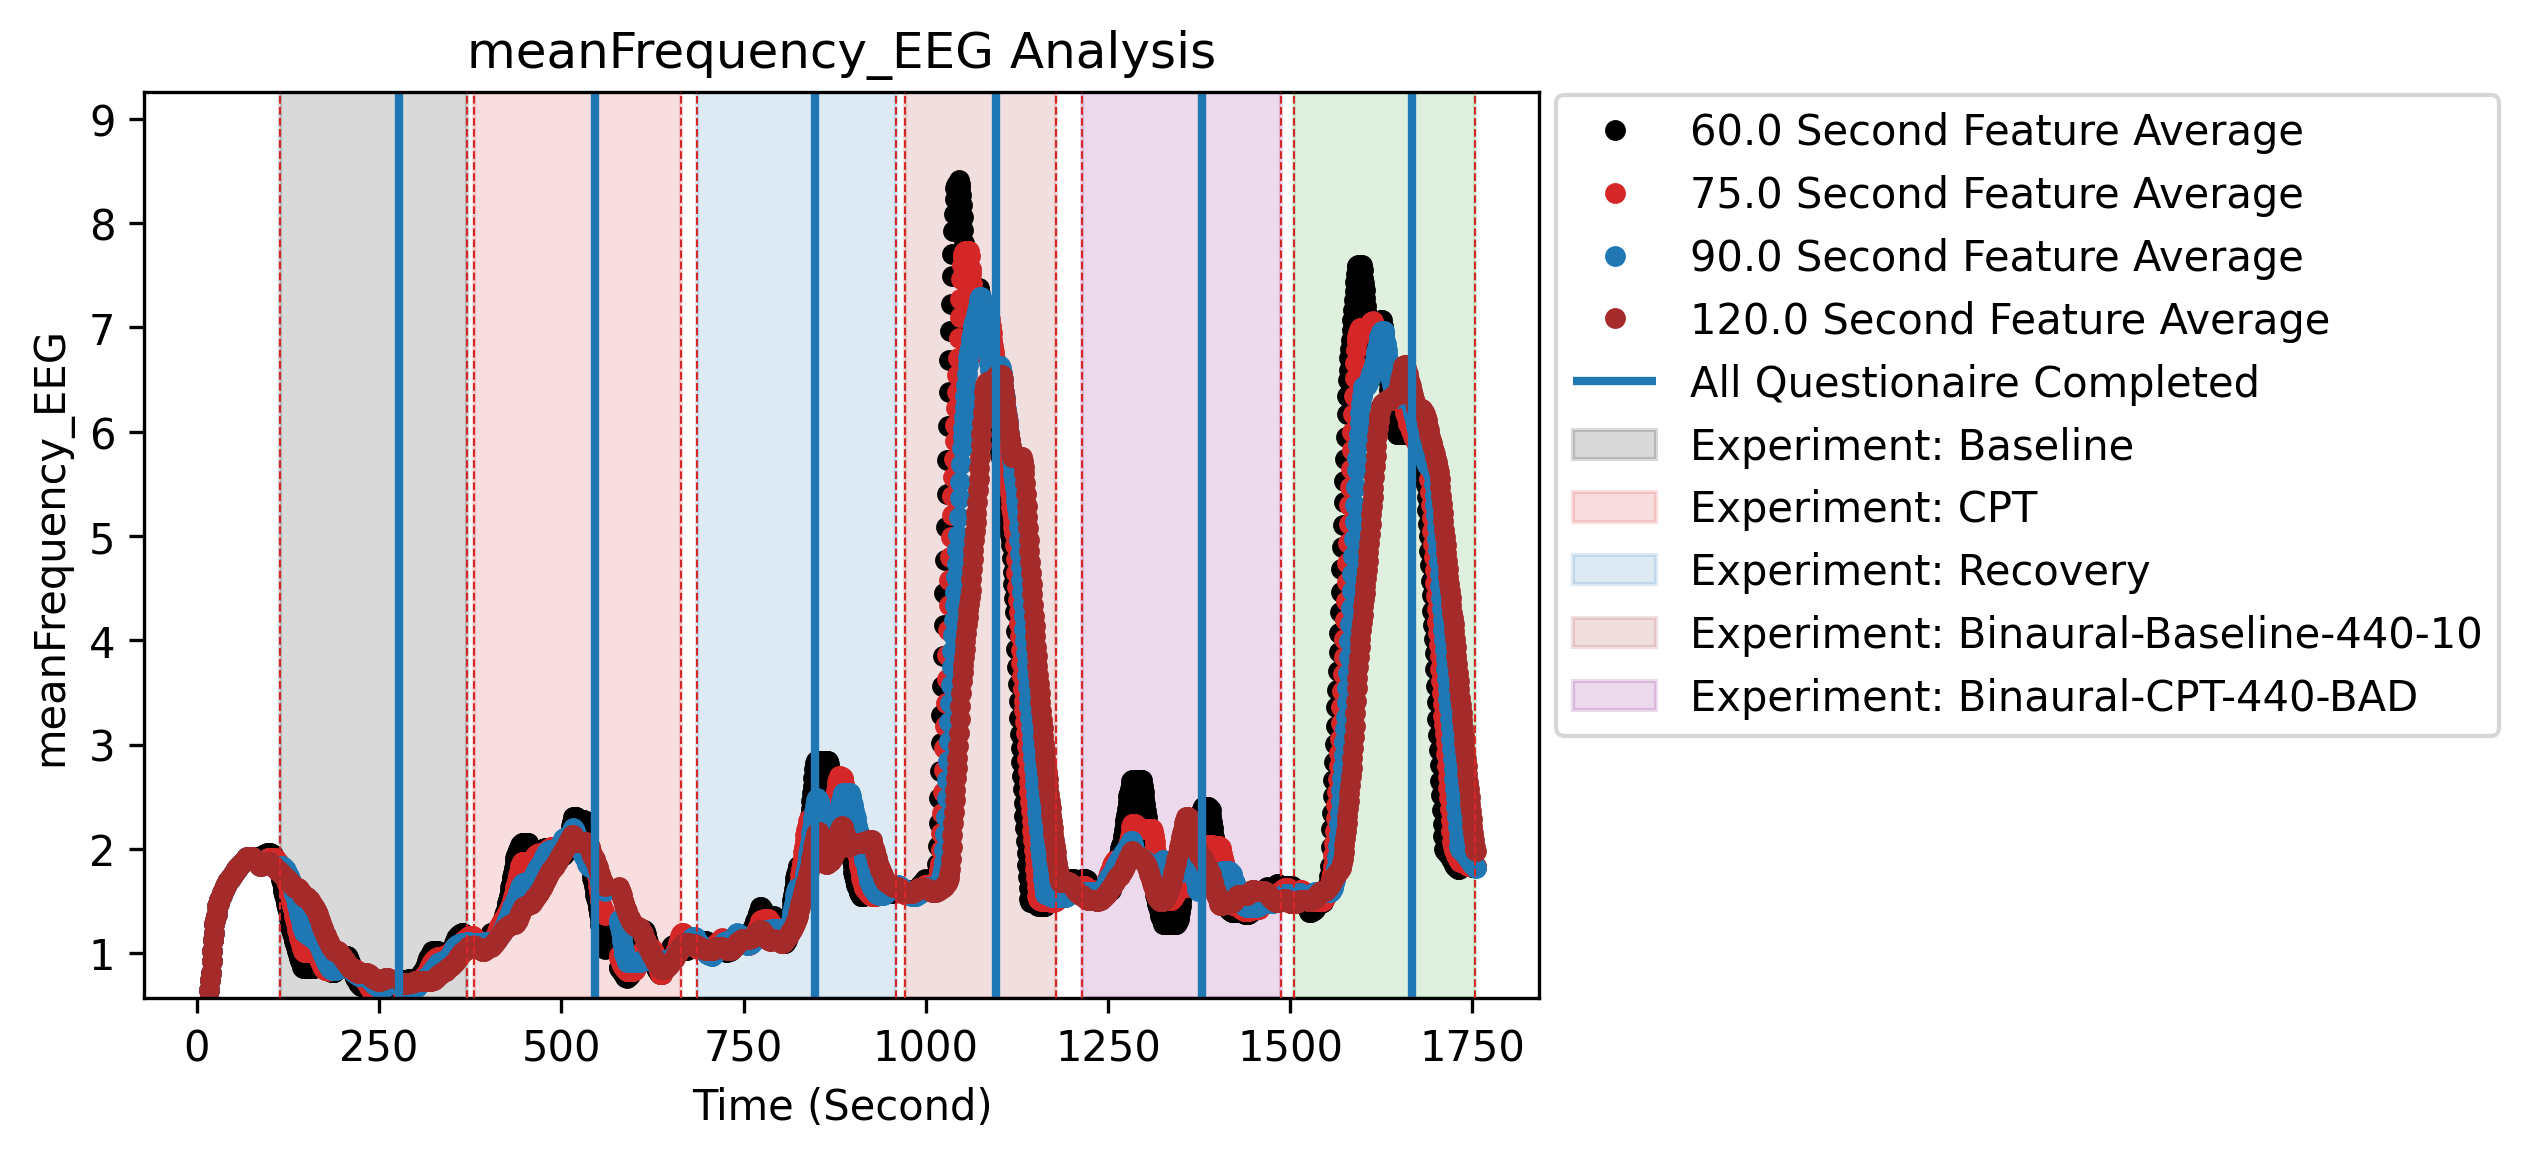 meanFrequency_EEG Analysis
meanFrequency_EEG
9
8
7
6
5
4
3
2
1
0
250
500
750
1000
1250
1500
1750
Time (Second)
60.0 Second Feature Average
75.0 Second Feature Average
90.0 Second Feature Average
120.0 Second Feature Average
All Questionaire Completed
Experiment: Baseline
Experiment: CPT
Experiment: Recovery
Experiment: Binaural-Baseline-440-10
Experiment: Binaural-CPT-440-BAD